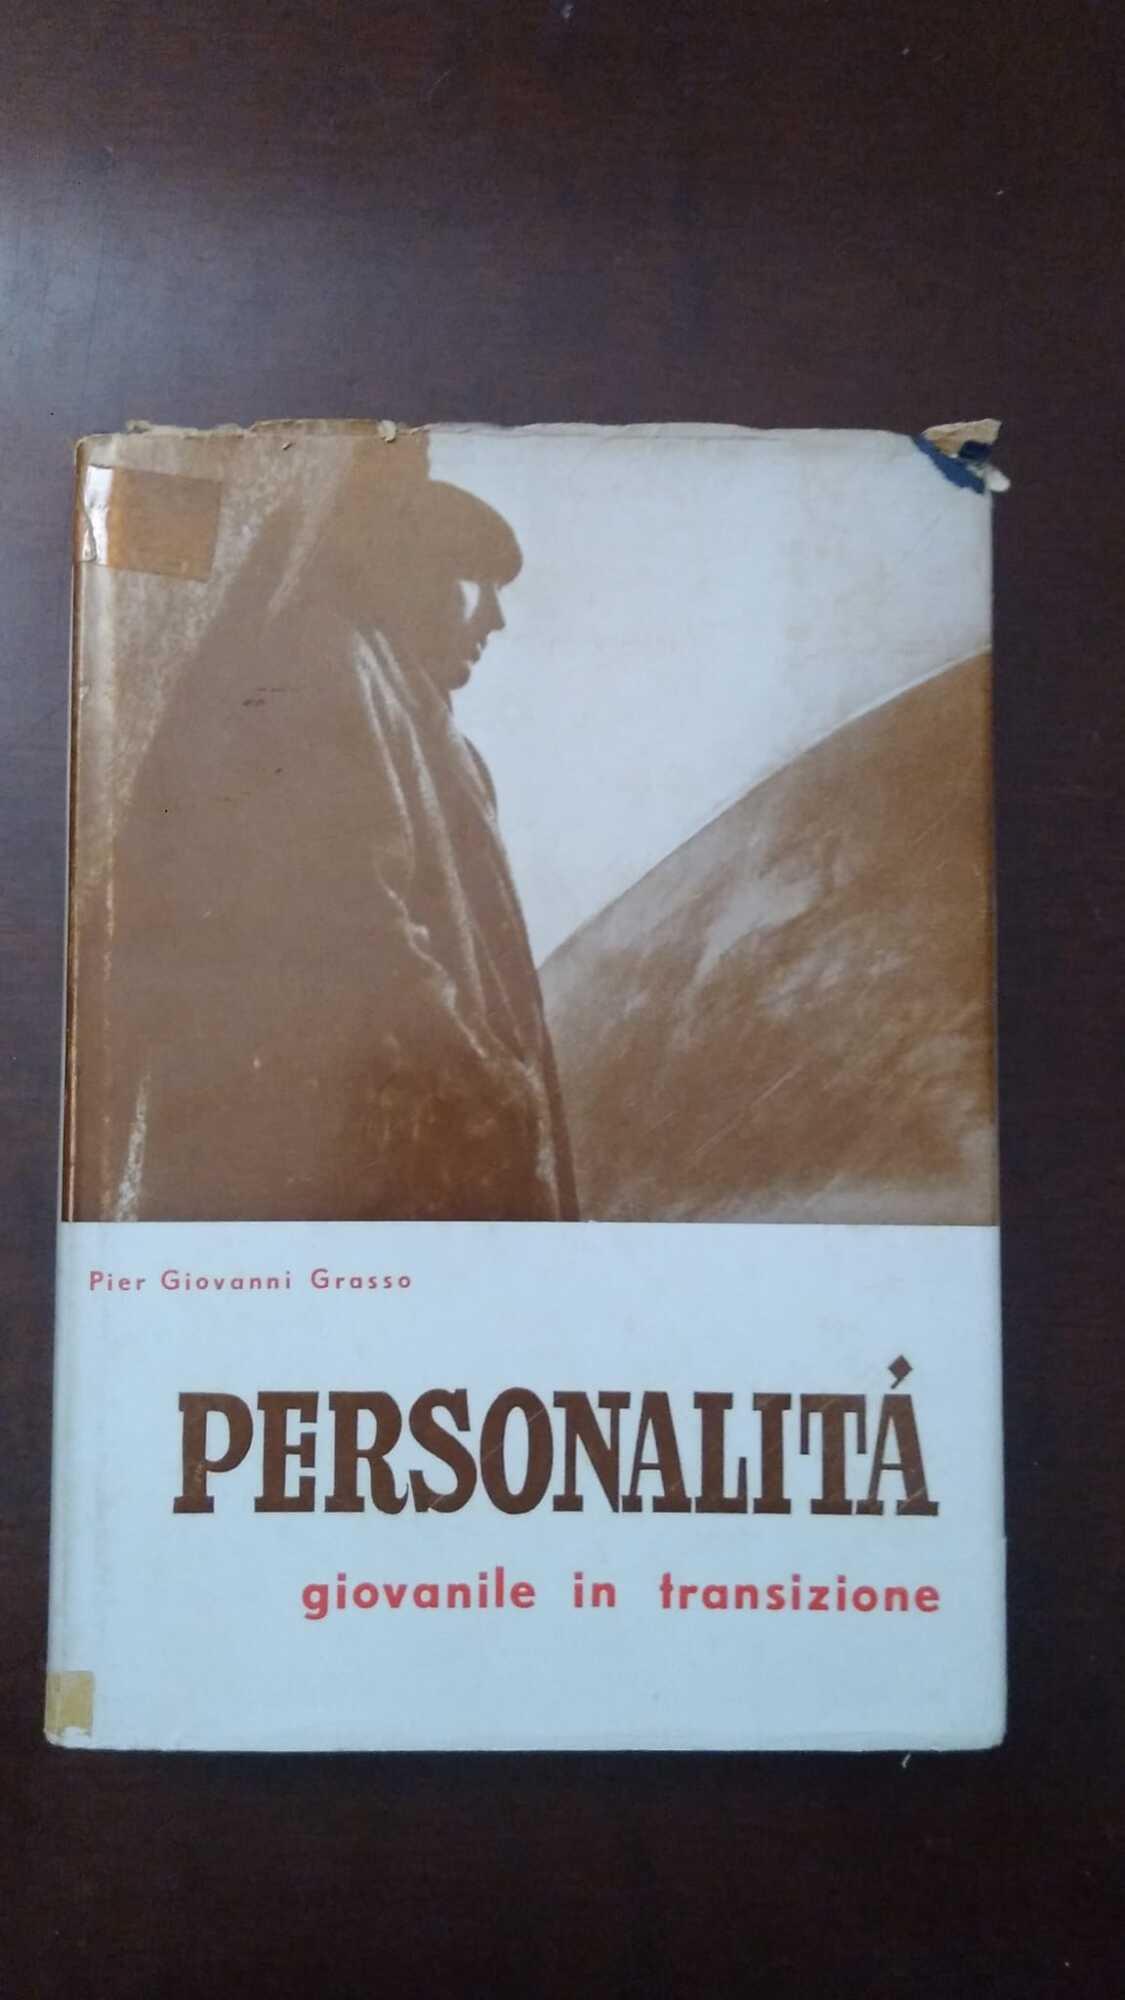 Pier Giovanni Grasso
PERSONALITÁ
giovanile in transizione